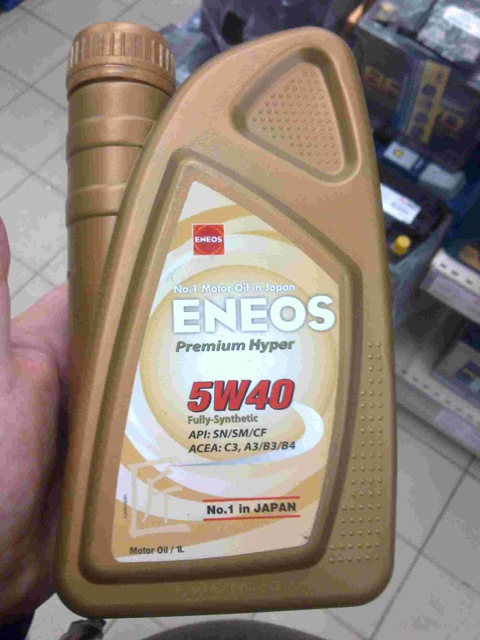 ENEOS
No.1 Motor Oil in Japan
ENEOS
Premium Hyper
5W40
Fully-Synthetic
API: SN/SM/CF
ACEA: C3, A3/B3/B4
No.1 in JAPAN
Motor Oil / 1L